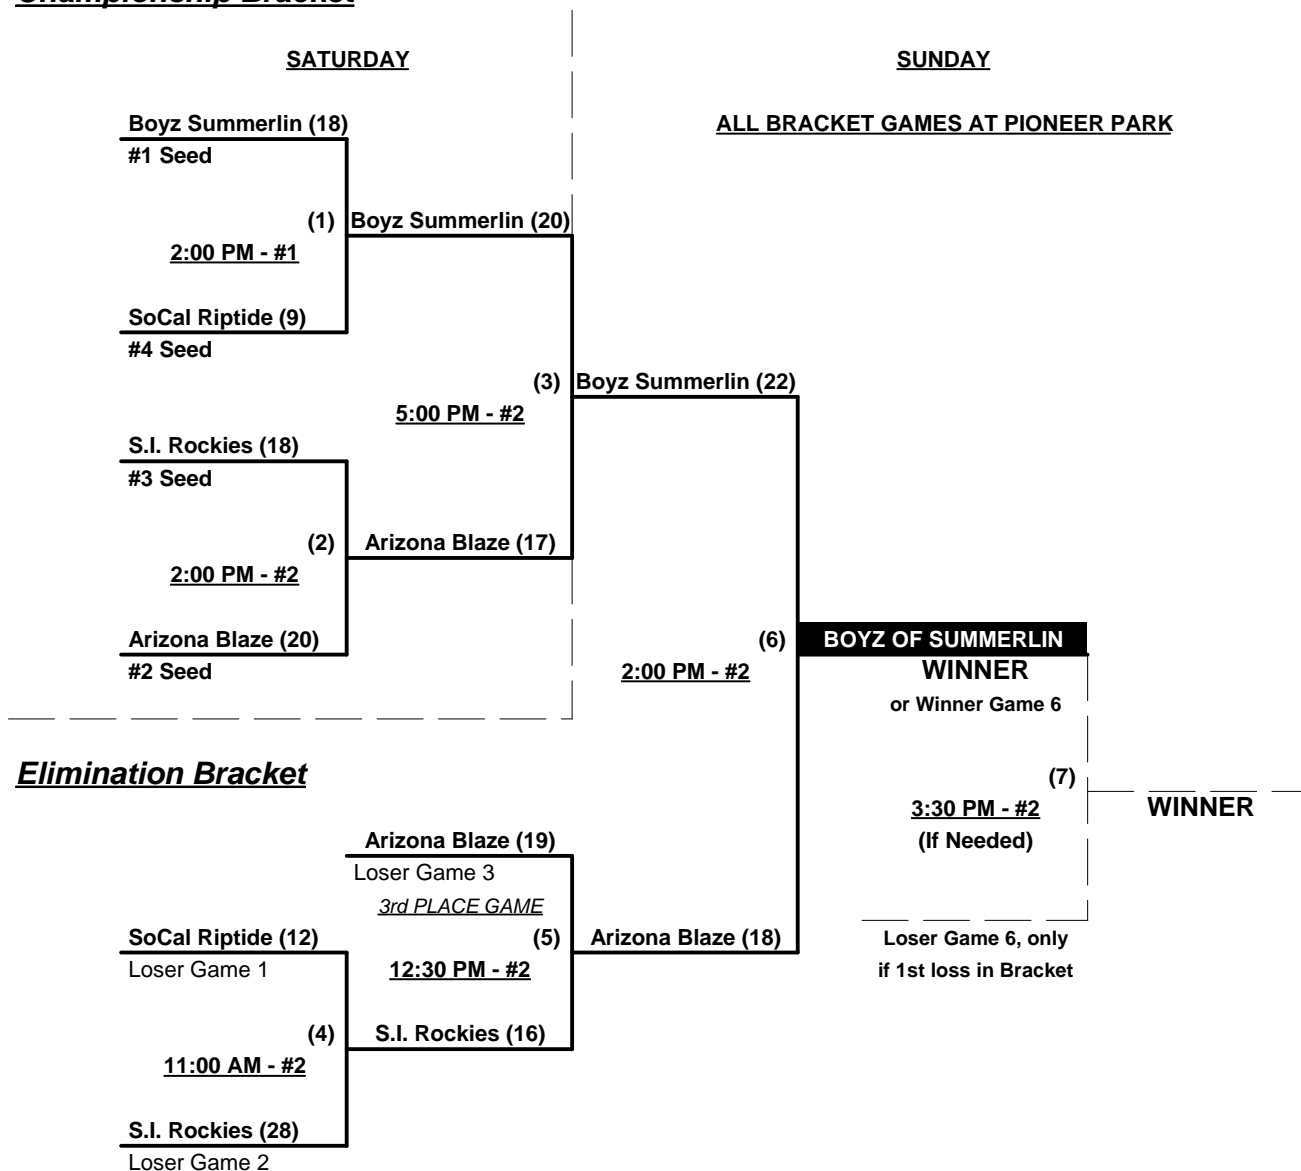 Championship Bracket
SATURDAY
SUNDAY
Boyz Summerlin (18)
ALL BRACKET GAMES AT PIONEER PARK
#1 Seed
(1)
Boyz Summerlin (20)
2:00 PM - #1
SoCal Riptide (9)
#4 Seed
(3)
Boyz Summerlin (22)
5:00 PM - #2
S.I. Rockies (18)
#3 Seed
(2)
Arizona Blaze (17)
2:00 PM - #2
Arizona Blaze (20)
#2 Seed
(6)
BOYZ OF SUMMERLIN
2:00 PM - #2
WINNER
or Winner Game 6
Elimination Bracket
(7)
3:30 PM - #2
WINNER
(If Needed)
Arizona Blaze (19)
Loser Game 3
3rd PLACE GAME
SoCal Riptide (12)
(5)
Arizona Blaze (18)
Loser Game 6, only
Loser Game 1
12:30 PM - #2
if 1st loss in Bracket
(4)
S.I. Rockies (16)
11:00 AM - #2
S.I. Rockies (28)
Loser Game 2